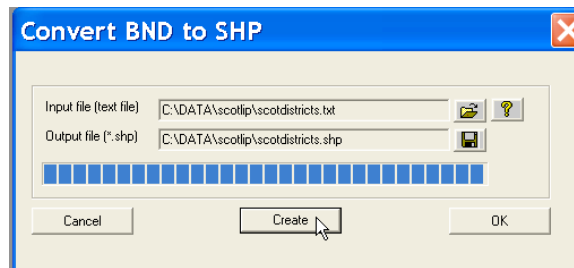 Convert BND to SHP
Input file (text file) C:\DATA\scotlip\scotdistricts.txt ?
Output file (*.shp) C:\DATA\scotlip\scotdistricts.shp
Cancel Create OK